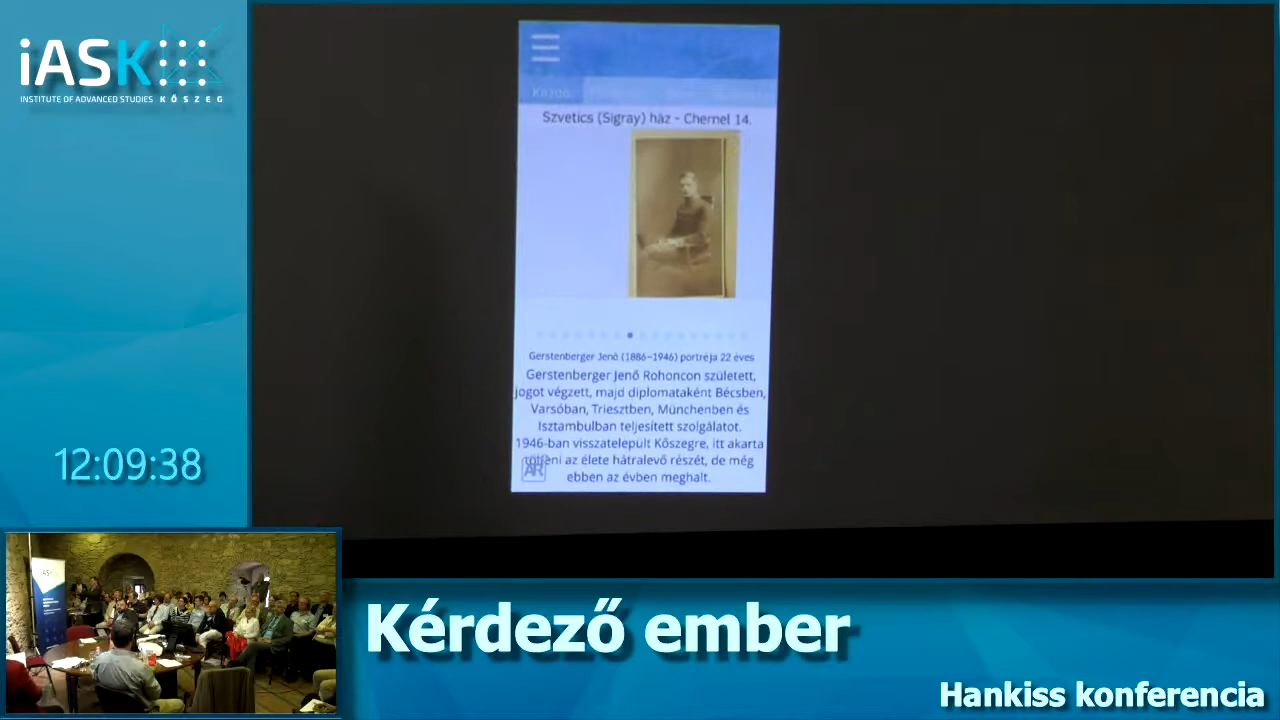 iASK
INSTITUTE OF ADVANCED STUDIES KŐSZEG
Kezdő
Szvetics (Sigray) ház - Chernel 14.
Gerstenberger Jenő (1886-1946) portréja 22 éves
Gerstenberger Jenő Rohoncon született,
jogot végzett, majd diplomataként Bécsben,
Varsóban, Triesztben, Münchenben és
Isztambulban teljesített szolgálatot.
1946-ban visszatelepült Kőszegre, itt akarta
az élete hátralevő részét, de még
ebben az évben meghalt.
AR
12:09:38
iASK
Kérdező ember
Hankiss konferencia